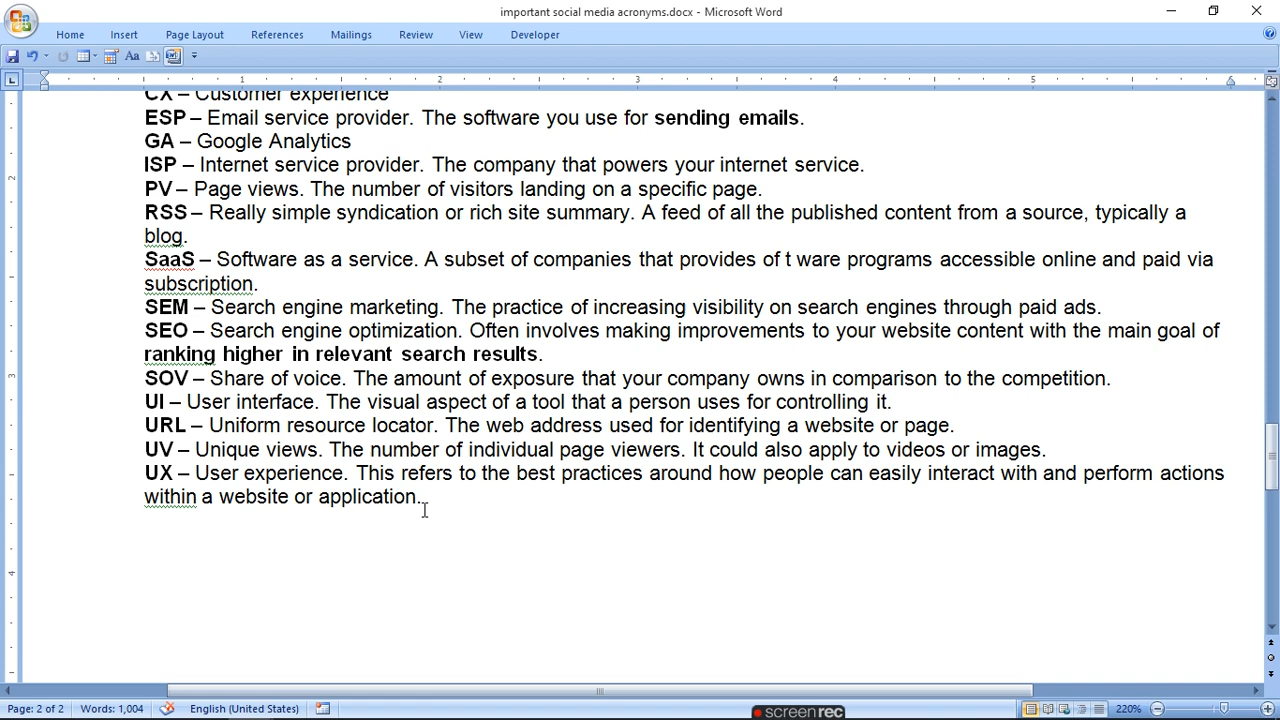 important social media acronyms.docx - Microsoft Word
Home Insert Page Layout References Mailings Review View Developer
Aa
1 2 3 4 5 6
CX – Customer experience
ESP – Email service provider. The software you use for sending emails.
GA – Google Analytics
ISP – Internet service provider. The company that powers your internet service.
PV – Page views. The number of visitors landing on a specific page.
RSS – Really simple syndication or rich site summary. A feed of all the published content from a source, typically a
blog.
SaaS – Software as a service. A subset of companies that provides of t ware programs accessible online and paid via
subscription.
SEM – Search engine marketing. The practice of increasing visibility on search engines through paid ads.
SEO – Search engine optimization. Often involves making improvements to your website content with the main goal of
ranking higher in relevant search results.
SOV – Share of voice. The amount of exposure that your company owns in comparison to the competition.
UI – User interface. The visual aspect of a tool that a person uses for controlling it.
URL – Uniform resource locator. The web address used for identifying a website or page.
UV – Unique views. The number of individual page viewers. It could also apply to videos or images.
UX – User experience. This refers to the best practices around how people can easily interact with and perform actions
within a website or application.
2
3
4
Page: 2 of 2 Words: 1,004 English (United States) 220%
screenrec